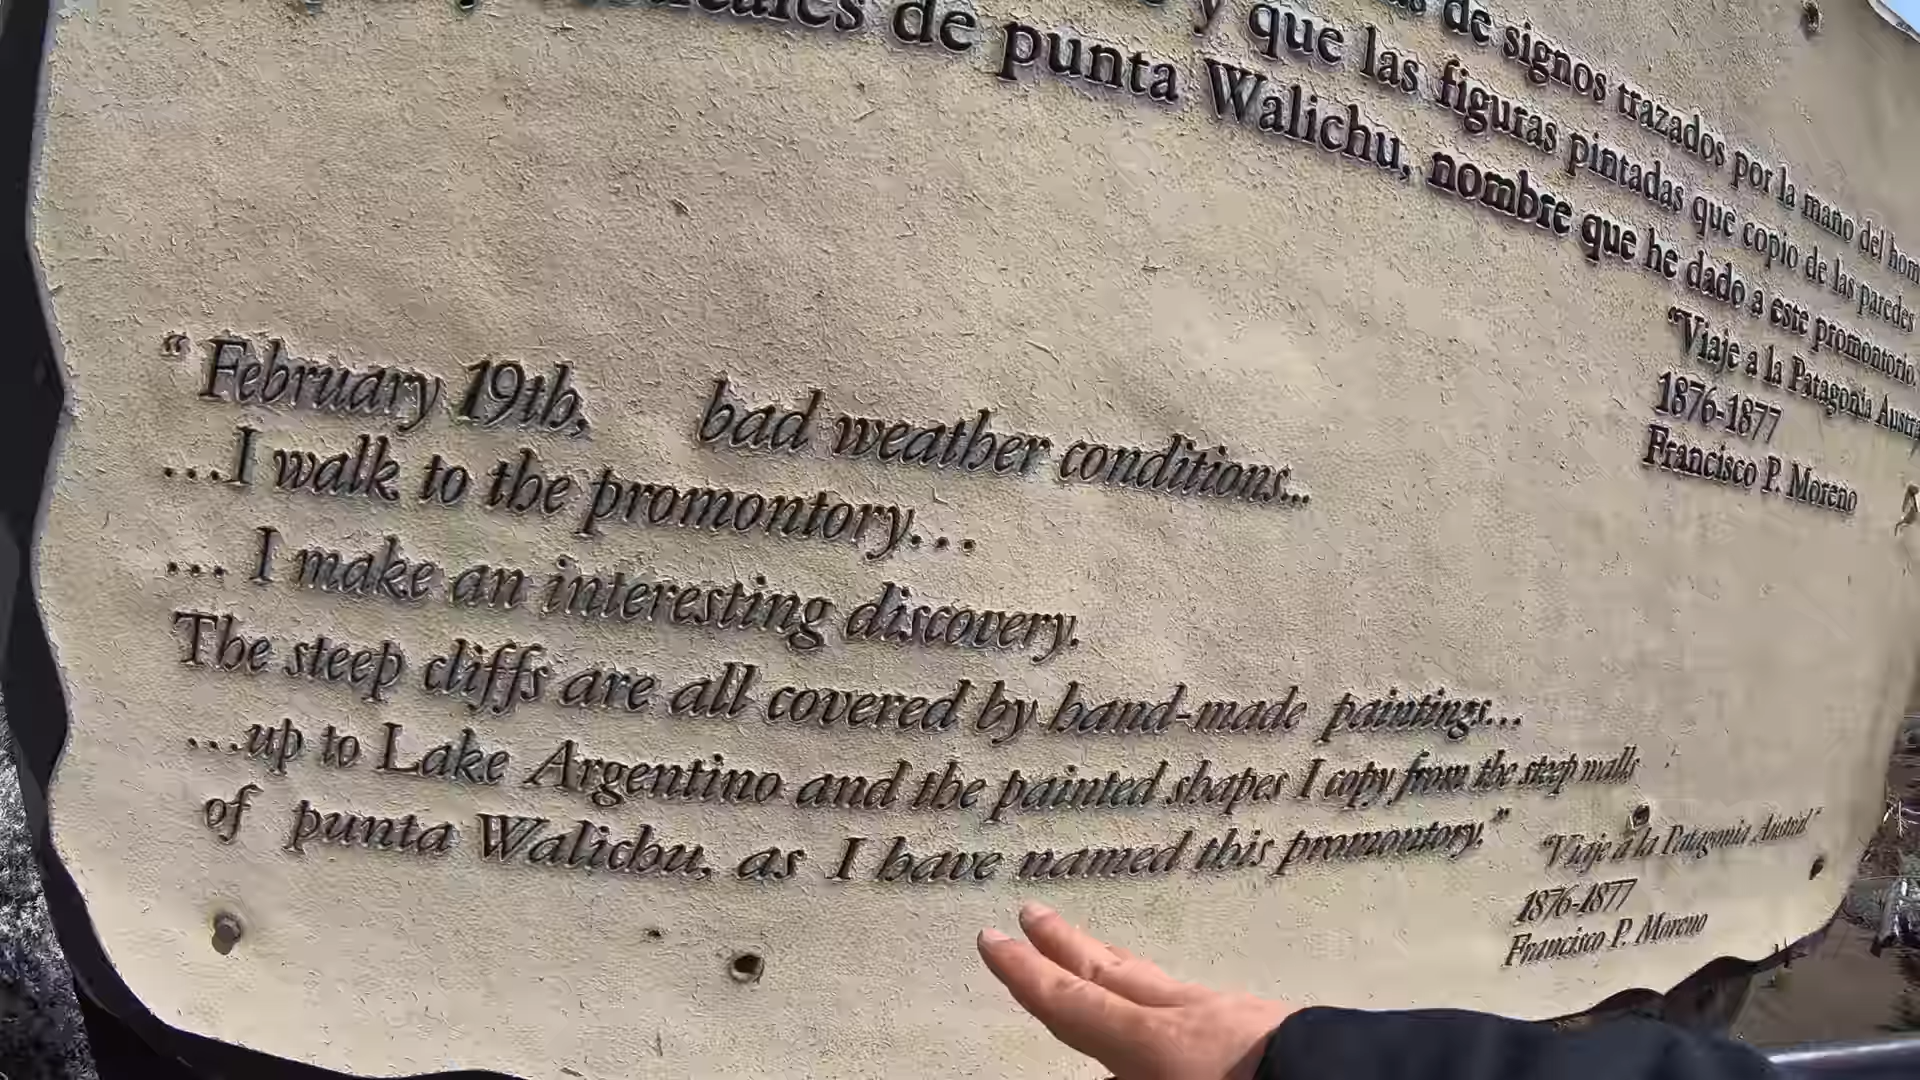 de signos trazados por la mano del hom
y que las figuras pintadas que copio de las paredes
de punta Walichu, nombre que he dado a este promontorio.
"Viaje a la Patagonia Austra
1876-1877
Francisco P. Moreno
" February 19th, bad weather conditions...
...I walk to the promontory...
... I make an interesting discovery.
The steep cliffs are all covered by hand-made paintings...
...up to Lake Argentino and the painted shapes I copy from the steep walls
of punta Walichu, as I have named this promontory."
"Viaje a la Patagonia Austral"
1876-1877
Francisco P. Moreno